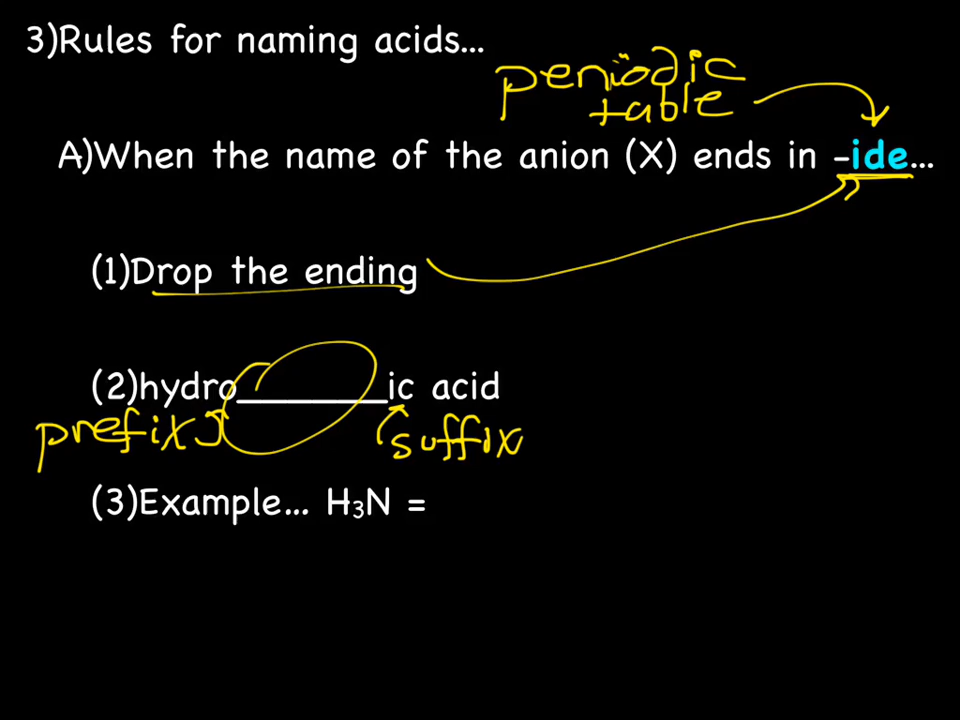 3)Rules for naming acids...
periodic
table
A)When the name of the anion (X) ends in -ide...
(1)Drop the ending
(2)hydro_______ic acid
prefix
suffix
(3)Example... H₃N =